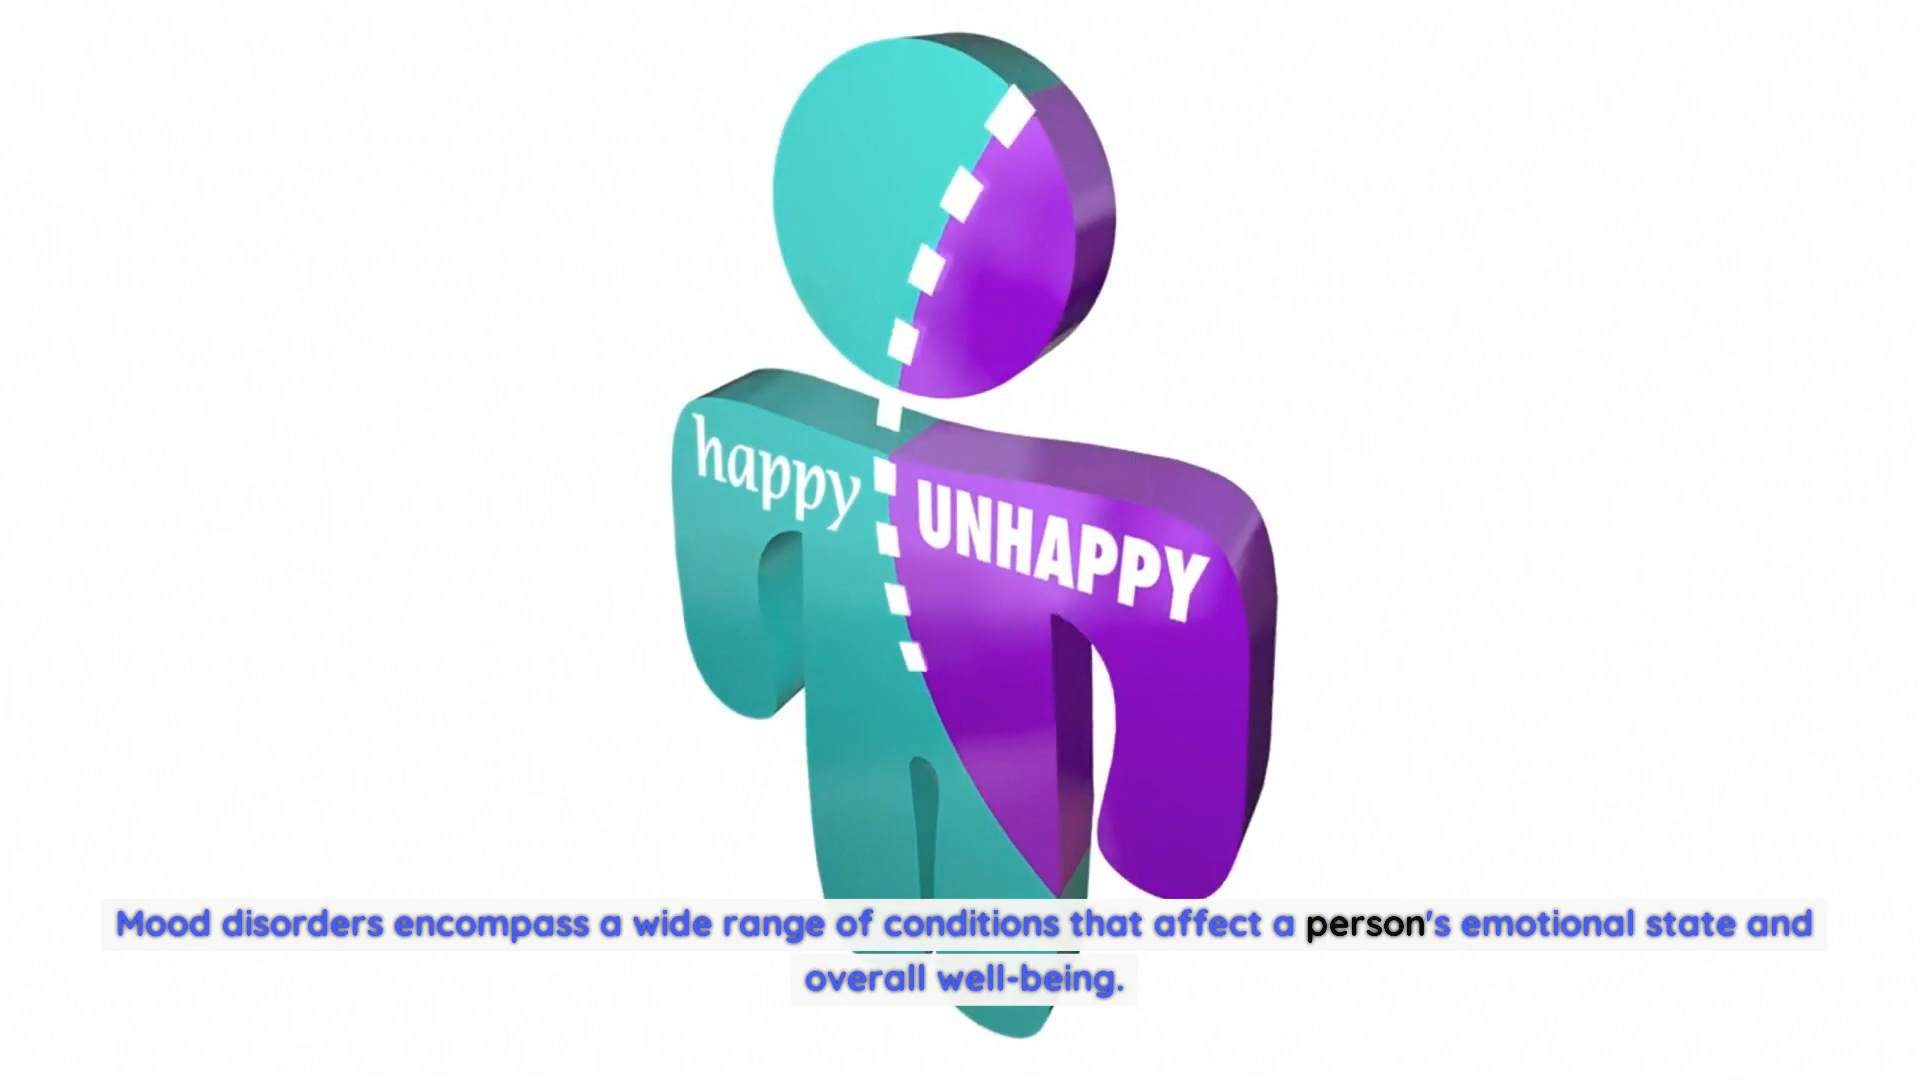 happy
UNHAPPY
Mood disorders encompass a wide range of conditions that affect a person's emotional state and
overall well-being.